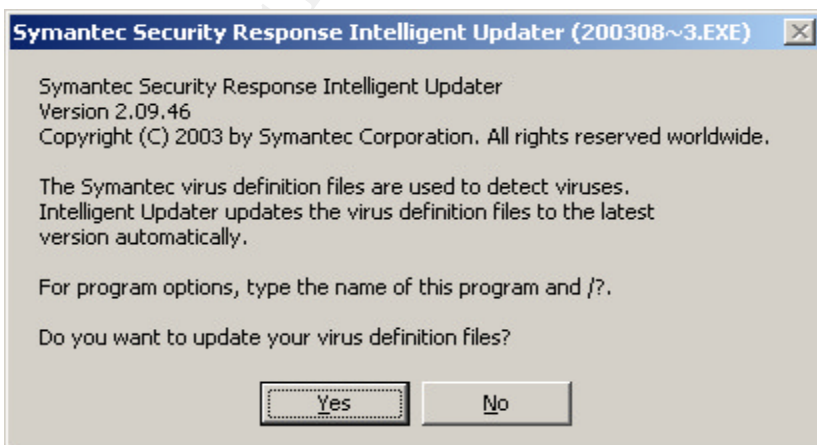 Symantec Security Response Intelligent Updater (200308~3.EXE)
Symantec Security Response Intelligent Updater
Version 2.09.46
Copyright (C) 2003 by Symantec Corporation. All rights reserved worldwide.
The Symantec virus definition files are used to detect viruses.
Intelligent Updater updates the virus definition files to the latest
version automatically.
For program options, type the name of this program and /?.
Do you want to update your virus definition files?
Yes No